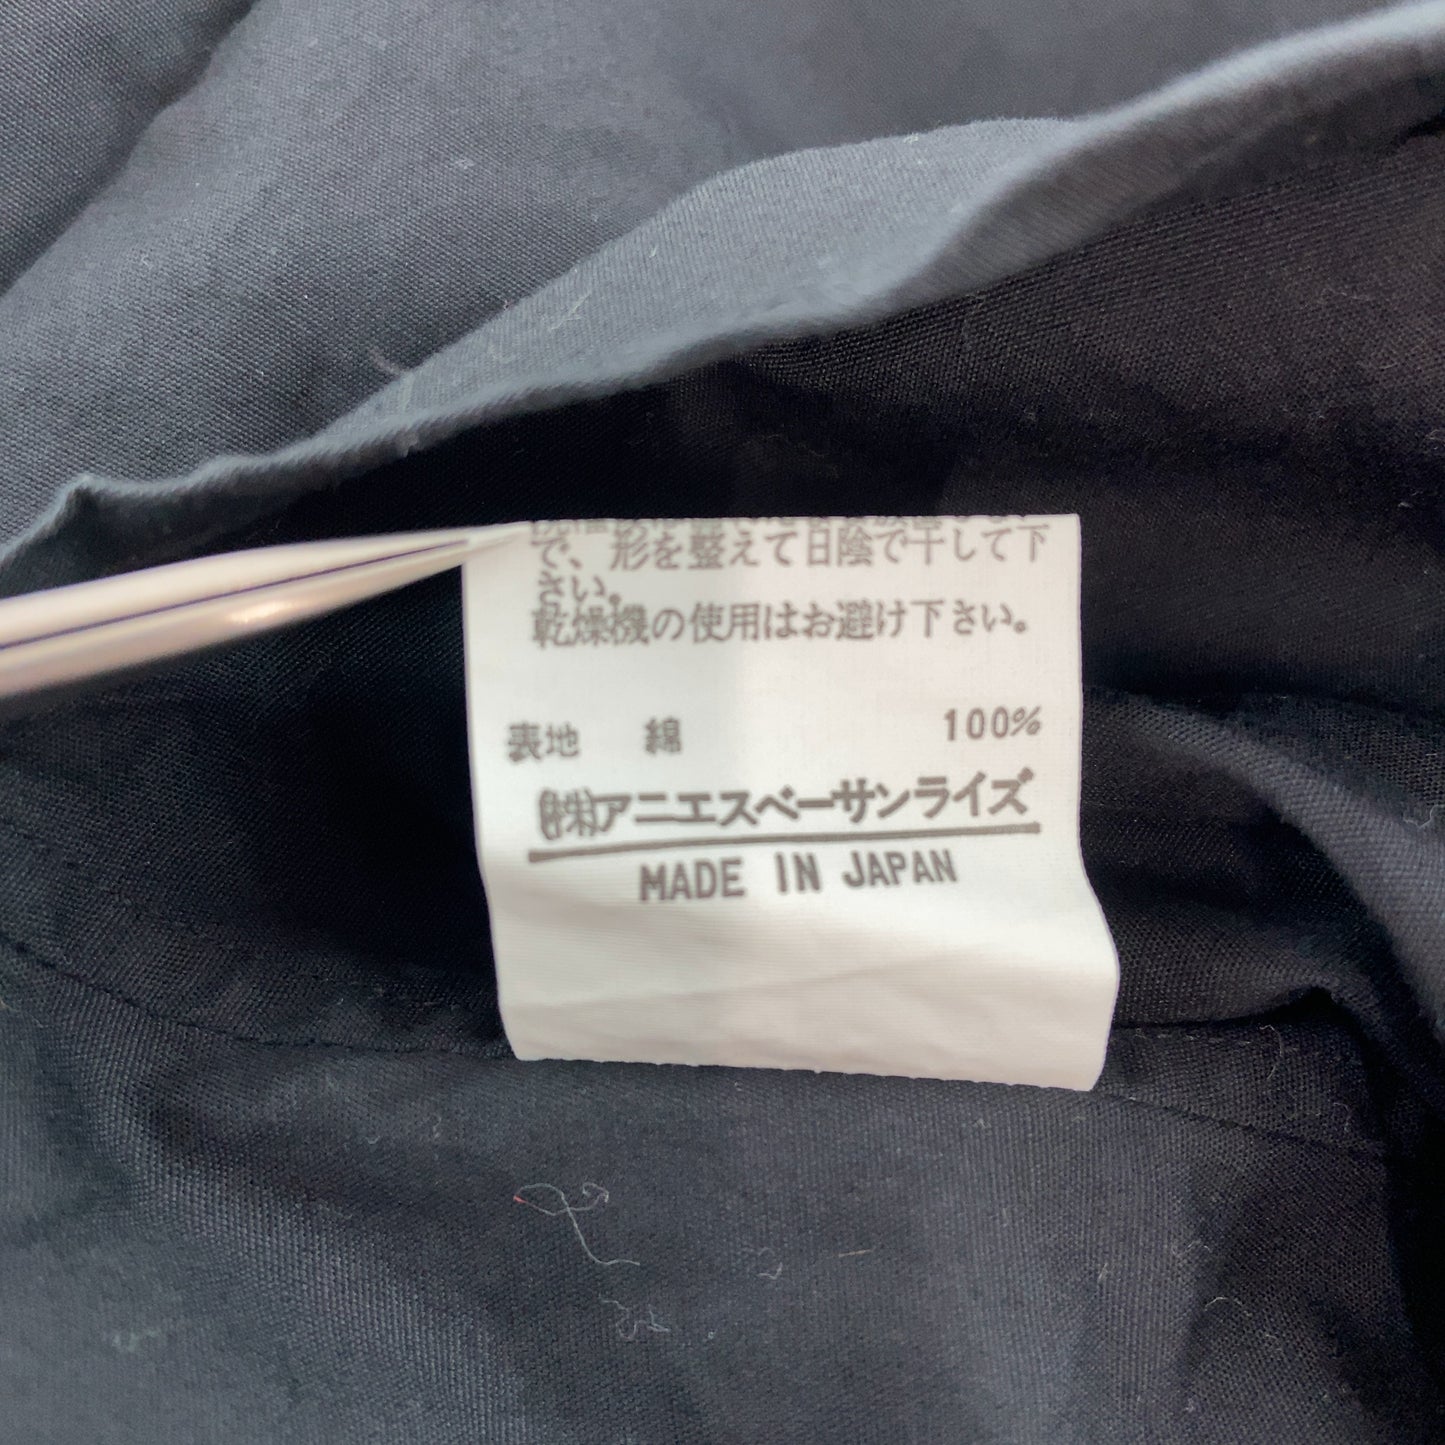 で、形を整えて日陰で干して下
さい。
乾燥機の使用はお避け下さい。
表地 綿 100%
(株)アニエスベーサンライズ
MADE IN JAPAN